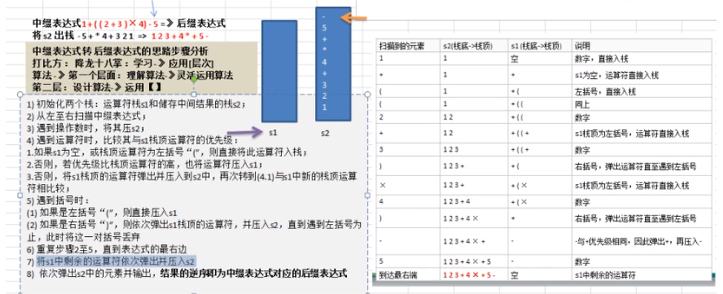 中缀表达式1+((2+3)×4)-5 =》后缀表达式
将s2出栈 -5+*4+321 => 123+4*+5-
中缀表达式转后缀表达式的思路步骤分析
打比方：降龙十八掌：学习-》应用[层次]
算法-》第一个层面：理解算法-》灵活运用算法
第二层：设计算法-》运用【】
1) 初始化两个栈：运算符栈s1和储存中间结果的栈s2；
2) 从左至右扫描中缀表达式；
3) 遇到操作数时，将其压s2；
4) 遇到运算符时，比较其与s1栈顶运算符的优先级：
1.如果s1为空，或栈顶运算符为左括号“(”，则直接将此运算符入栈；
2.否则，若优先级比栈顶运算符的高，也将运算符压入s1；
3.否则，将s1栈顶的运算符弹出并压入到s2中，再次转到(4.1)与s1中新的栈顶运算
符相比较；
5) 遇到括号时：
(1) 如果是左括号“(”，则直接压入s1
(2) 如果是右括号“)”，则依次弹出s1栈顶的运算符，并压入s2，直到遇到左括号为
止，此时将这一对括号丢弃
6) 重复步骤2至5，直到表达式的最右边
7) 将s1中剩余的运算符依次弹出并压入s2
8) 依次弹出s2中的元素并输出，结果的逆序即为中缀表达式对应的后缀表达式
s1
-
5
+
*
4
+
3
2
1
s2
扫描到的元素 s2(栈底->栈顶) s1 (栈底->栈顶) 说明
1 1 空 数字，直接入栈
+ 1 + s1为空，运算符直接入栈
( 1 + ( 左括号，直接入栈
( 1 + ( ( 同上
2 1 2 + ( ( 数字
+ 1 2 + ( ( + s1栈顶为左括号，运算符直接入栈
3 1 2 3 + ( ( + 数字
) 1 2 3 + + ( 右括号，弹出运算符直至遇到左括号
× 1 2 3 + + ( × s1栈顶为左括号，运算符直接入栈
4 1 2 3 + 4 + ( × 数字
) 1 2 3 + 4 × + 右括号，弹出运算符直至遇到左括号
- 1 2 3 + 4 × + - -与+优先级相同，因此弹出+，再压入-
5 1 2 3 + 4 × + 5 - 数字
到达最右端 1 2 3 + 4 × + 5 - 空 s1中剩余的运算符